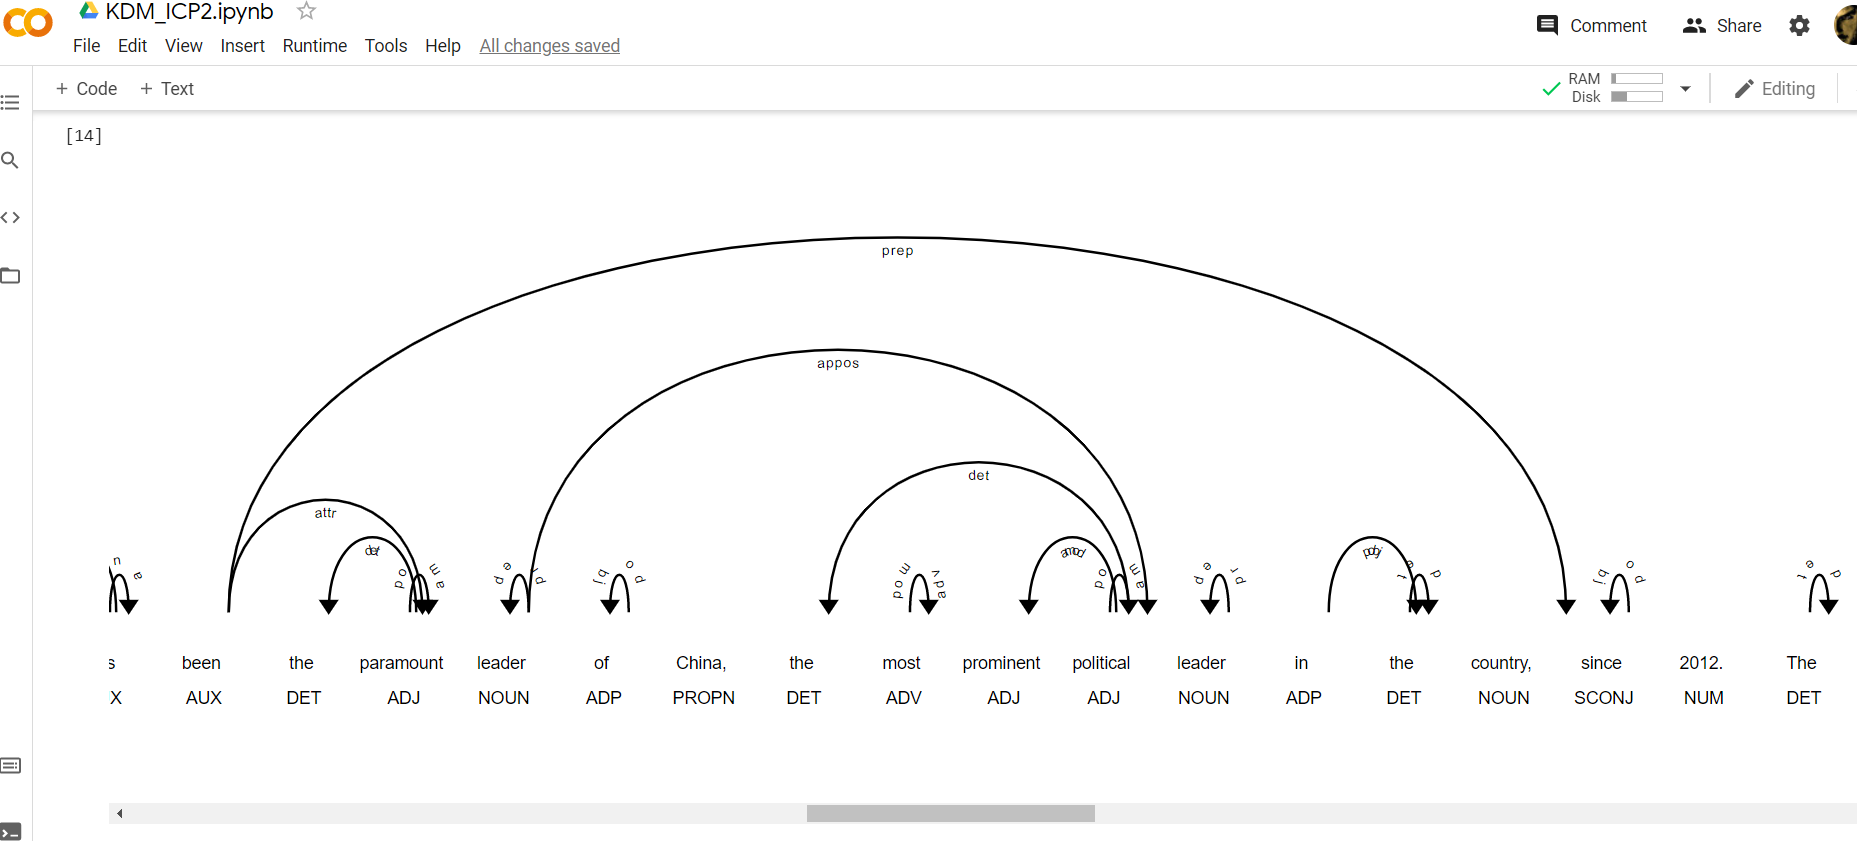 KDM_ICP2.ipynb
File Edit View Insert Runtime Tools Help All changes saved
Comment Share
+ Code + Text
RAM
Disk
Editing
[14]
prep
appos
det
attr
det
amod
pobj
s been the paramount leader of China, the most prominent political leader in the country, since 2012. The
X AUX DET ADJ NOUN ADP PROPN DET ADV ADJ ADJ NOUN ADP DET NOUN SCONJ NUM DET